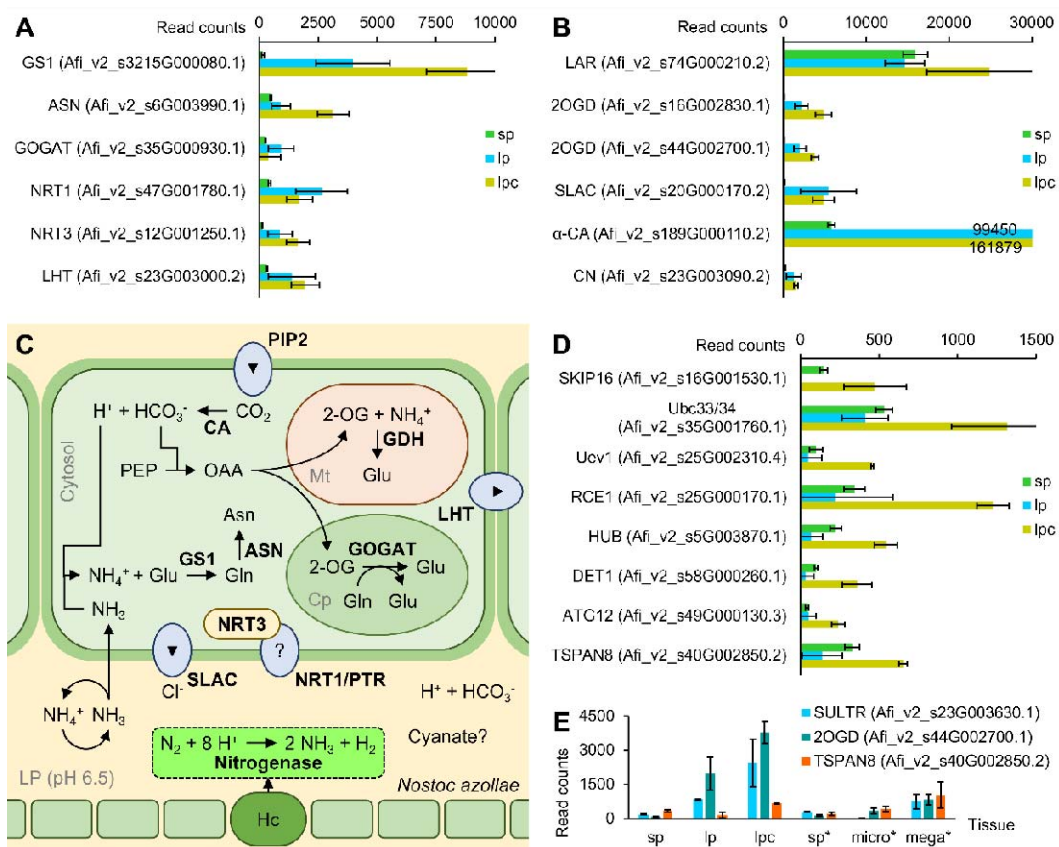 A
Read counts
0 2500 5000 7500 10000
GS1 (Afi_v2_s3215G000080.1)
ASN (Afi_v2_s6G003990.1)
GOGAT (Afi_v2_s35G000930.1)
NRT1 (Afi_v2_s47G001780.1)
NRT3 (Afi_v2_s12G001250.1)
LHT (Afi_v2_s23G003000.2)
sp
lp
lpc
B
Read counts
0 10000 20000 30000
LAR (Afi_v2_s74G000210.2)
2OGD (Afi_v2_s16G002830.1)
2OGD (Afi_v2_s44G002700.1)
SLAC (Afi_v2_s20G000170.2)
α-CA (Afi_v2_s189G000110.2)
CN (Afi_v2_s23G003090.2)
sp
lp
lpc
99450
161879
C
PIP2
H⁺ + HCO₃⁻
CO₂
CA
PEP
OAA
Cytosol
2-OG + NH₄⁺
GDH
Mt
Glu
LHT
Asn
ASN
GS1
NH₄⁺ + Glu
Gln
GOGAT
2-OG
Glu
Cp
Gln
Glu
NH₃
NRT3
?
SLAC
NRT1/PTR
Cl⁻
H⁺ + HCO₃⁻
NH₄⁺ NH₃
N₂ + 8 H⁺ → 2 NH₃ + H₂
Nitrogenase
Cyanate?
LP (pH 6.5)
Nostoc azollae
Hc
D
Read counts
0 500 1000 1500
SKIP16 (Afi_v2_s16G001530.1)
Ubc33/34
(Afi_v2_s35G001760.1)
Uev1 (Afi_v2_s25G002310.4)
RCE1 (Afi_v2_s25G000170.1)
HUB (Afi_v2_s5G003870.1)
DET1 (Afi_v2_s58G000260.1)
ATG12 (Afi_v2_s49G000130.3)
TSPAN8 (Afi_v2_s40G002850.2)
sp
lp
lpc
E
Read counts
4500
3000
1500
0
SULTR (Afi_v2_s23G003630.1)
2OGD (Afi_v2_s44G002700.1)
TSPAN8 (Afi_v2_s40G002850.2)
sp lp lpc sp* micro* mega*
Tissue